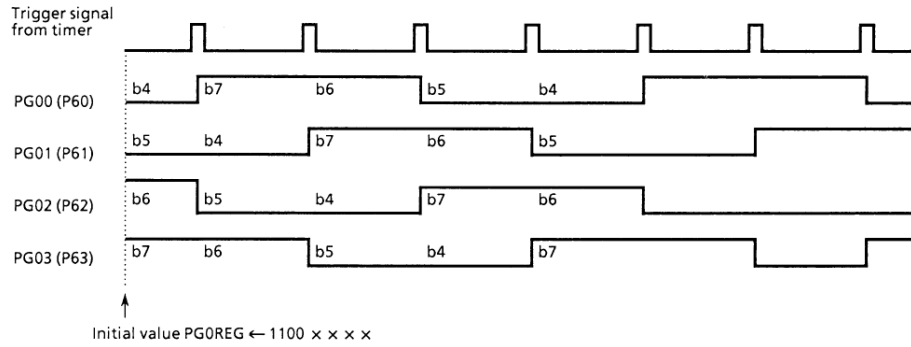 Trigger signal
from timer
b4 b7 b6 b5 b4
PG00 (P60)
b5 b4 b7 b6 b5
PG01 (P61)
b6 b5 b4 b7 b6
PG02 (P62)
b7 b6 b5 b4 b7
PG03 (P63)
Initial value PG0REG ← 1100 × × × ×